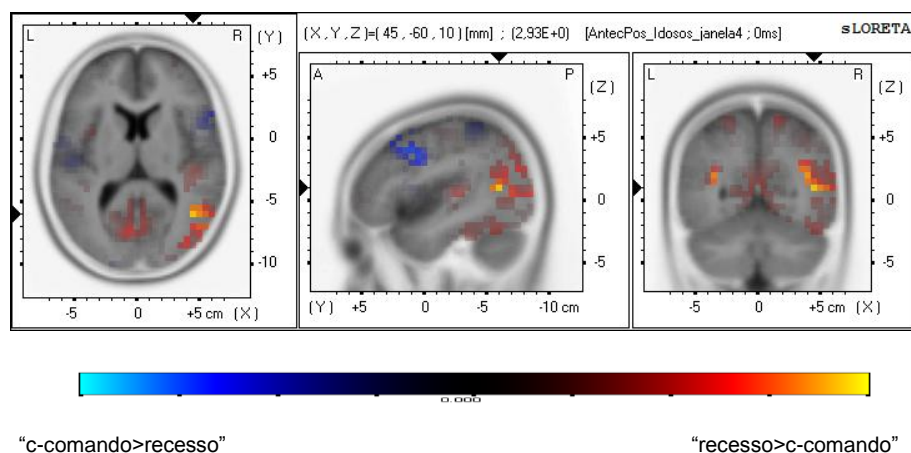 (X,Y,Z)=(45,-60,10)[mm] ; (2,93E+0) [AntecPos_Idosos_janela4 ; 0ms] sLORETA
L R (Y)
+5
0
-5
-10
-5 0 +5 cm (X)
A P (Z)
+5
0
-5
(Y) 0 -5 -10 cm
L R (Z)
+5
0
-5
-5 0 +5 cm (X)
0.000
“c-comando>recesso” “recesso>c-comando”